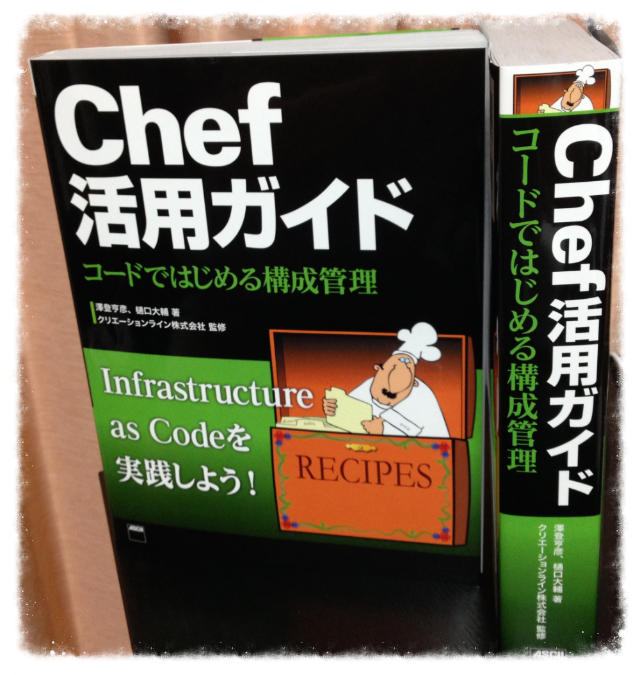 Chef
活用ガイド
コードではじめる構成管理
澤登亨彦、樋口大輔 著
クリエーションライン株式会社 監修
Infrastructure
as Codeを
実践しよう!
RECIPES
ASCII
Chef活用ガイド
コードではじめる構成管理
澤登亨彦、樋口大輔 著
クリエーションライン株式会社 監修
ASCII